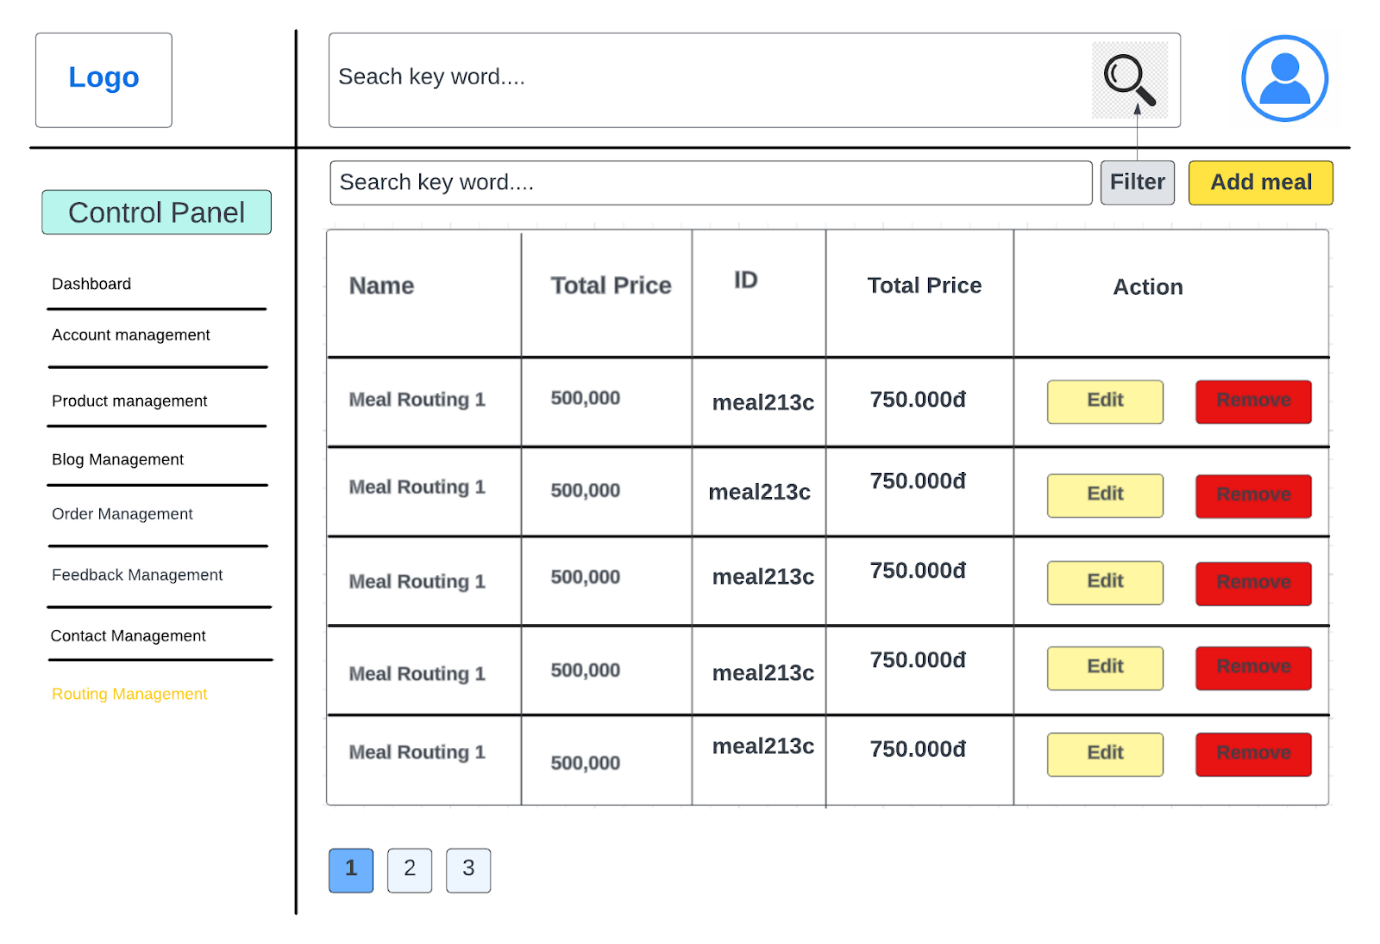 Logo
Seach key word....
Search key word....
Filter
Add meal
Control Panel
Dashboard
Account management
Product management
Blog Management
Order Management
Feedback Management
Contact Management
Routing Management
Name Total Price ID Total Price Action
Meal Routing 1 500,000 meal213c 750.000đ Edit Remove
Meal Routing 1 500,000 meal213c 750.000đ Edit Remove
Meal Routing 1 500,000 meal213c 750.000đ Edit Remove
Meal Routing 1 500,000 meal213c 750.000đ Edit Remove
Meal Routing 1 500,000 meal213c 750.000đ Edit Remove
1 2 3